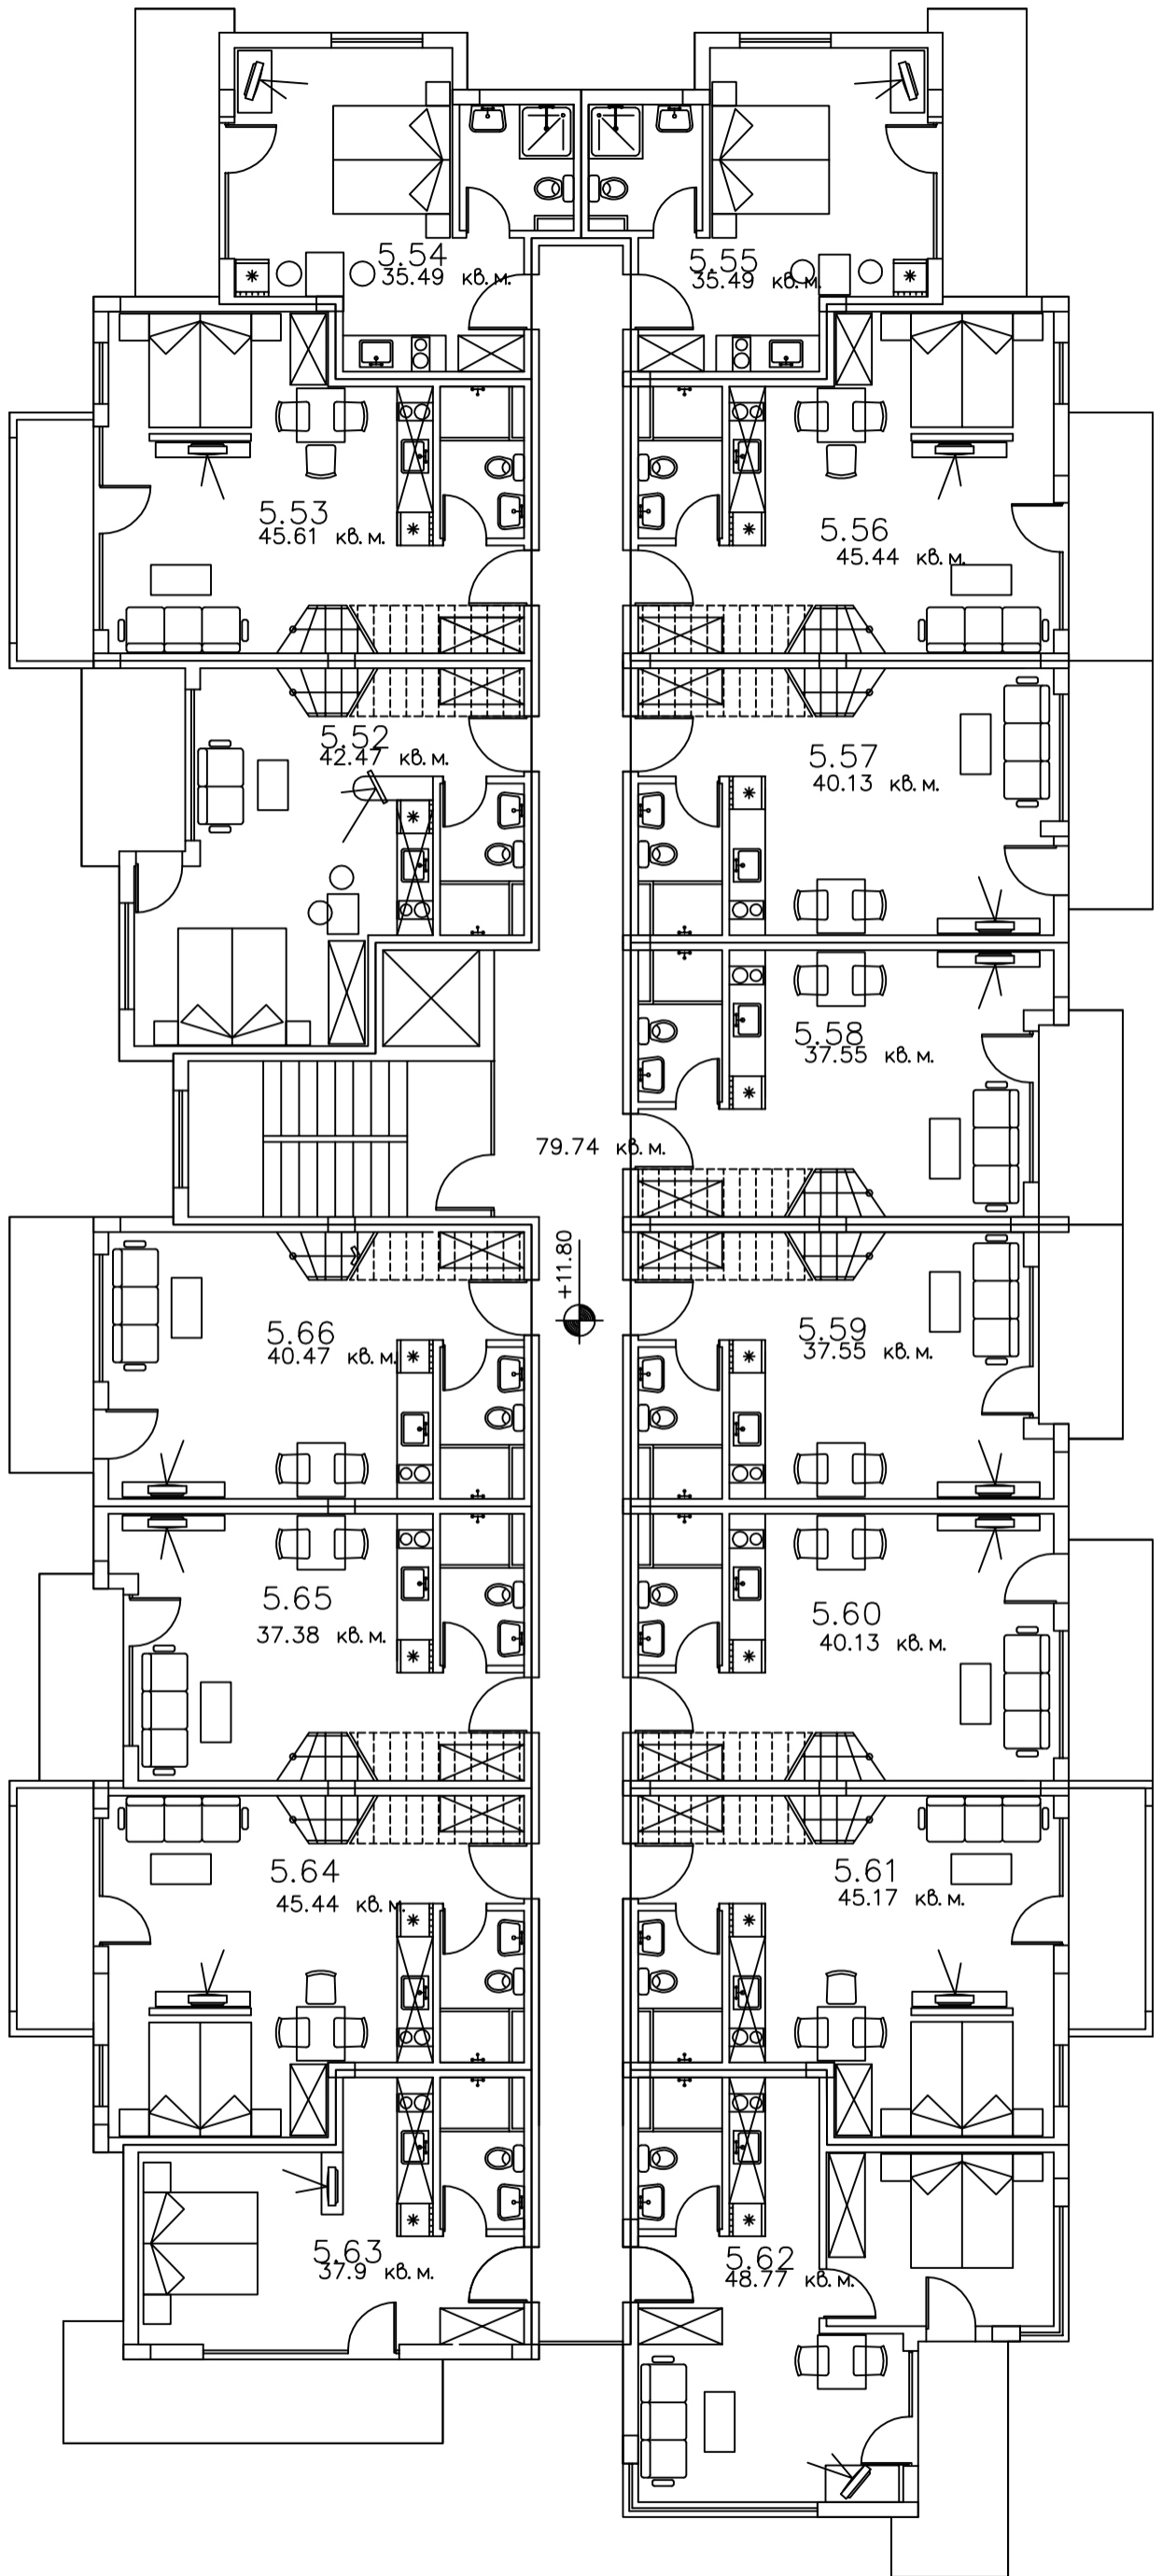 5.54
35.49 кв. м.
5.55
35.49 кв. м.
5.53
45.61 кв. м.
5.56
45.44 кв. м.
5.52
42.47 кв. м.
5.57
40.13 кв. м.
5.58
37.55 кв. м.
79.74 кв. м.
+11.80
5.66
40.47 кв. м.
5.59
37.55 кв. м.
5.65
37.38 кв. м.
5.60
40.13 кв. м.
5.64
45.44 кв. м.
5.61
45.17 кв. м.
5.63
37.9 кв. м.
5.62
48.77 кв. м.